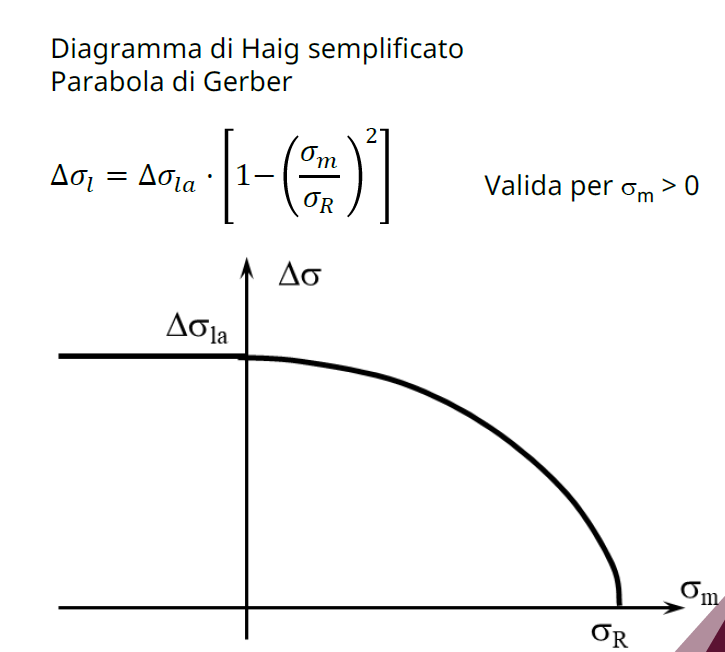 Diagramma di Haig semplificato
Parabola di Gerber
Δσ_l = Δσ_la · [1−(σ_m/σ_R)²]
Valida per σ_m > 0
Δσ
Δσ_la
σ_m
σ_R